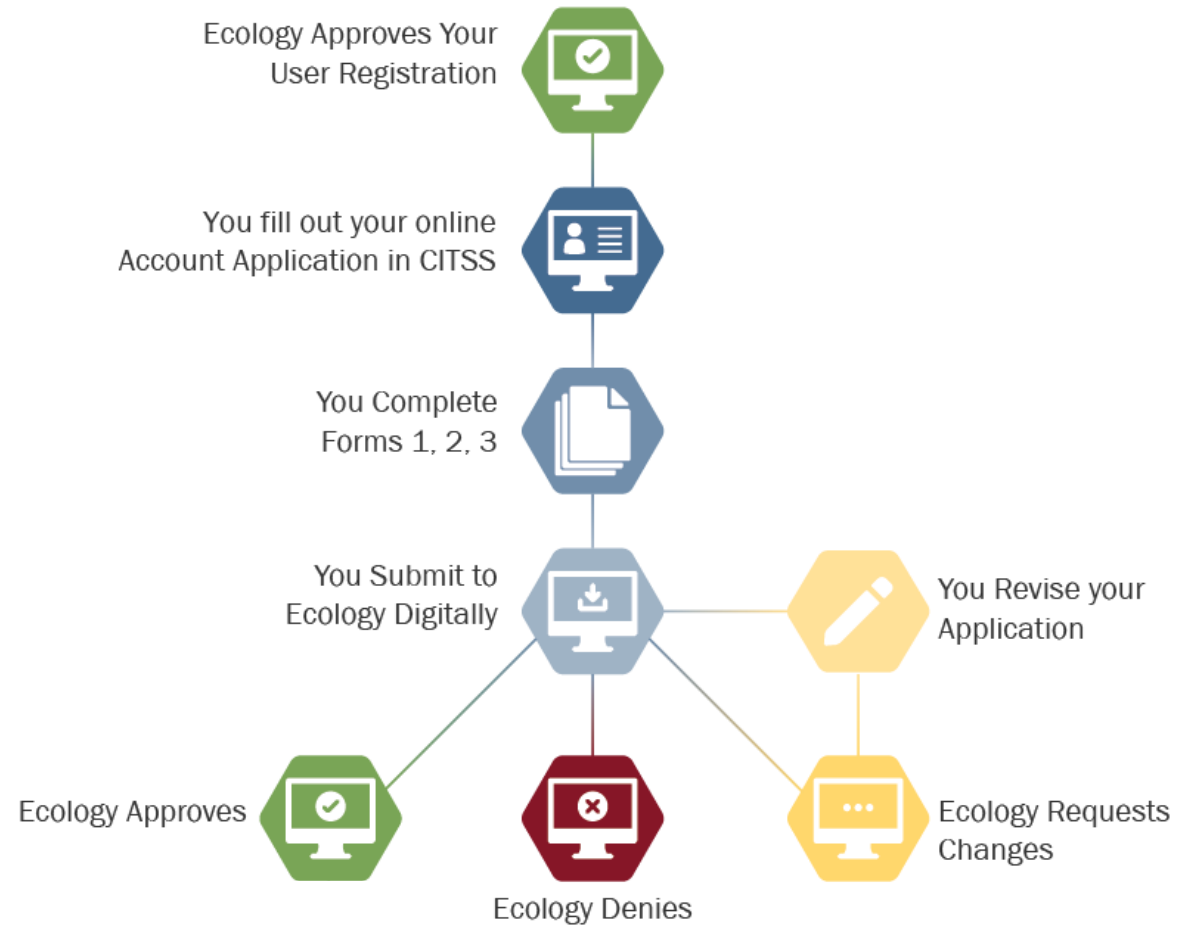 Ecology Approves Your
User Registration
You fill out your online
Account Application in CITSS
You Complete
Forms 1, 2, 3
You Submit to
Ecology Digitally
You Revise your
Application
Ecology Approves
Ecology Denies
Ecology Requests
Changes